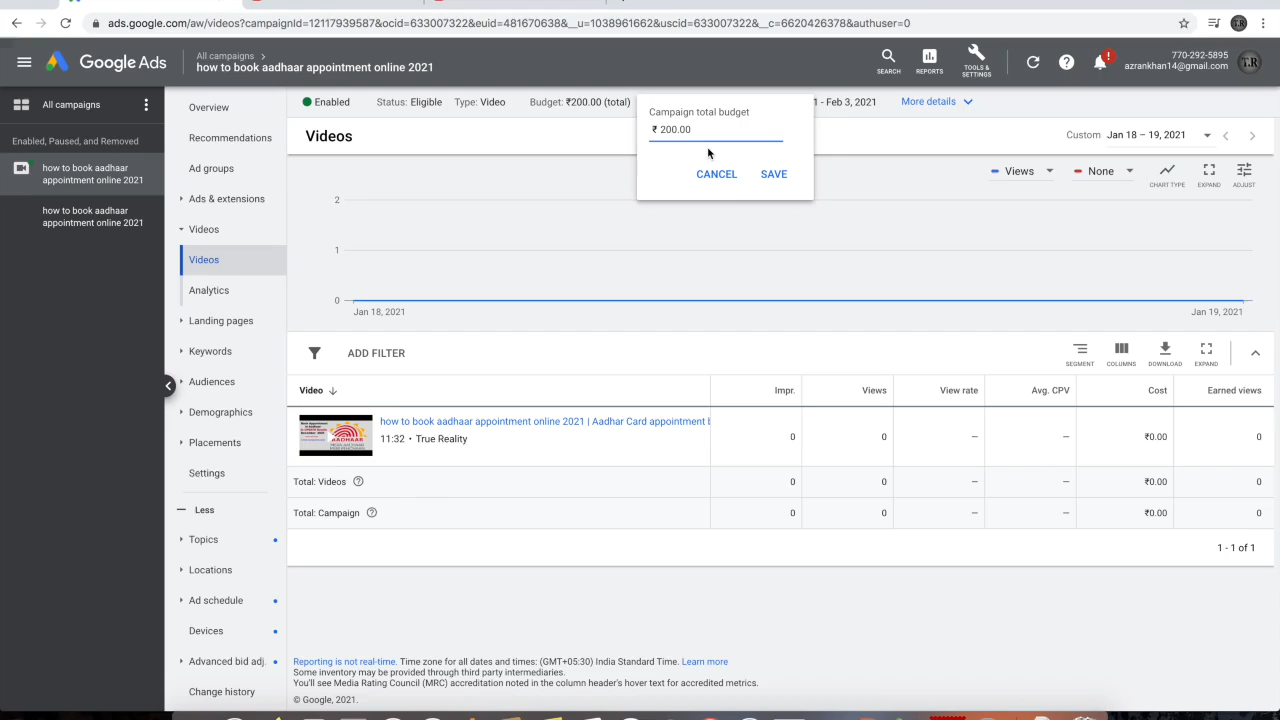 ads.google.com/aw/videos?campaignId=12117939587&ocid=633007322&euid=481670638&__u=1038961662&uscid=633007322&__c=6620426378&authuser=0
Google Ads
All campaigns
how to book aadhaar appointment online 2021
SEARCH
REPORTS
TOOLS &
SETTINGS
!
770-292-5895
azrankhan14@gmail.com
T.R
All campaigns
Enabled, Paused, and Removed
how to book aadhaar
appointment online 2021
how to book aadhaar
appointment online 2021
Overview
Recommendations
Ad groups
Ads & extensions
Videos
Videos
Analytics
Landing pages
Keywords
Audiences
Demographics
Placements
Settings
Less
Topics
Locations
Ad schedule
Devices
Advanced bid adj.
Change history
Enabled
Status: Eligible
Type: Video
Budget: ₹200.00 (total)
1 - Feb 3, 2021
More details
Campaign total budget
₹ 200.00
CANCEL
SAVE
Videos
Custom
Jan 18 – 19, 2021
Views
None
CHART TYPE
EXPAND
ADJUST
2
1
0
Jan 18, 2021
Jan 19, 2021
ADD FILTER
SEGMENT
COLUMNS
DOWNLOAD
EXPAND
Video
Impr.
Views
View rate
Avg. CPV
Cost
Earned views
how to book aadhaar appointment online 2021 | Aadhar Card appointment b
11:32 • True Reality
0
0
—
—
₹0.00
0
AADHAAR
Total: Videos
0
0
—
—
₹0.00
0
Total: Campaign
0
0
—
—
₹0.00
0
1 - 1 of 1
Reporting is not real-time. Time zone for all dates and times: (GMT+05:30) India Standard Time. Learn more
Some inventory may be provided through third party intermediaries.
You'll see Media Rating Council (MRC) accreditation noted in the column header's hover text for accredited metrics.
© Google, 2021.